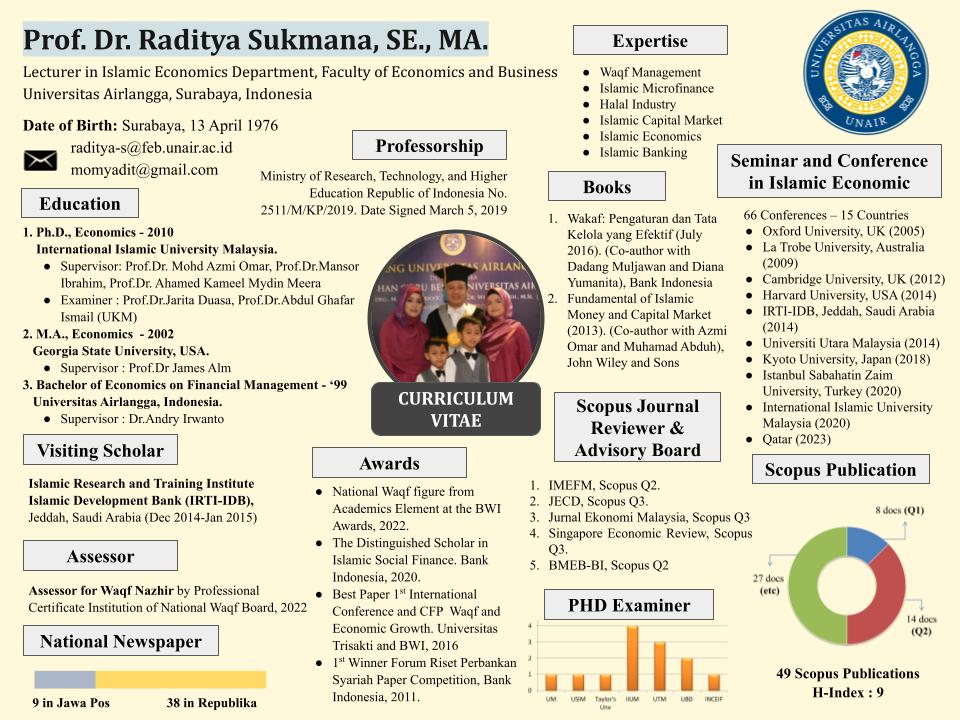 Prof. Dr. Raditya Sukmana, SE., MA.
Lecturer in Islamic Economics Department, Faculty of Economics and Business
Universitas Airlangga, Surabaya, Indonesia
Date of Birth: Surabaya, 13 April 1976
raditya-s@feb.unair.ac.id
momyadit@gmail.com
Education
1. Ph.D., Economics - 2010
International Islamic University Malaysia.
● Supervisor: Prof.Dr. Mohd Azmi Omar, Prof.Dr.Mansor
Ibrahim, Prof.Dr. Ahamed Kameel Mydin Meera
● Examiner : Prof.Dr.Jarita Duasa, Prof.Dr.Abdul Ghafar
Ismail (UKM)
2. M.A., Economics - 2002
Georgia State University, USA.
● Supervisor : Prof.Dr James Alm
3. Bachelor of Economics on Financial Management - ‘99
Universitas Airlangga, Indonesia.
● Supervisor : Dr.Andry Irwanto
Visiting Scholar
Islamic Research and Training Institute
Islamic Development Bank (IRTI-IDB),
Jeddah, Saudi Arabia (Dec 2014-Jan 2015)
Assessor
Assessor for Waqf Nazhir by Professional
Certificate Institution of National Waqf Board, 2022
National Newspaper
9 in Jawa Pos 38 in Republika
Professorship
Ministry of Research, Technology, and Higher
Education Republic of Indonesia No.
2511/M/KP/2019. Date Signed March 5, 2019
ANG UNIVERSITAS AIRLANG
CURRICULUM
VITAE
Awards
● National Waqf figure from
Academics Element at the BWI
Awards, 2022.
● The Distinguished Scholar in
Islamic Social Finance. Bank
Indonesia, 2020.
● Best Paper 1st International
Conference and CFP Waqf and
Economic Growth. Universitas
Trisakti and BWI, 2016
● 1st Winner Forum Riset Perbankan
Syariah Paper Competition, Bank
Indonesia, 2011.
Expertise
● Waqf Management
● Islamic Microfinance
● Halal Industry
● Islamic Capital Market
● Islamic Economics
● Islamic Banking
Books
1. Wakaf: Pengaturan dan Tata
Kelola yang Efektif (July
2016). (Co-author with
Dadang Muljawan and Diana
Yumanita), Bank Indonesia
2. Fundamental of Islamic
Money and Capital Market
(2013). (Co-author with Azmi
Omar and Muhamad Abduh),
John Wiley and Sons
Scopus Journal
Reviewer &
Advisory Board
1. IMEFM, Scopus Q2.
2. JECD, Scopus Q3.
3. Jurnal Ekonomi Malaysia, Scopus Q3
4. Singapore Economic Review, Scopus
Q3.
5. BMEB-BI, Scopus Q2
PHD Examiner
4
3
2
1
0
UM USIM Taylor's Univ IIUM UTM UBD INCEIF
UNIVERSITAS AIRLANGGA
UNAIR
Seminar and Conference
in Islamic Economic
66 Conferences – 15 Countries
● Oxford University, UK (2005)
● La Trobe University, Australia
(2009)
● Cambridge University, UK (2012)
● Harvard University, USA (2014)
● IRTI-IDB, Jeddah, Saudi Arabia
(2014)
● Universiti Utara Malaysia (2014)
● Kyoto University, Japan (2018)
● Istanbul Sabahatin Zaim
University, Turkey (2020)
● International Islamic University
Malaysia (2020)
● Qatar (2023)
Scopus Publication
8 docs (Q1)
27 docs
(etc)
14 docs
(Q2)
49 Scopus Publications
H-Index : 9